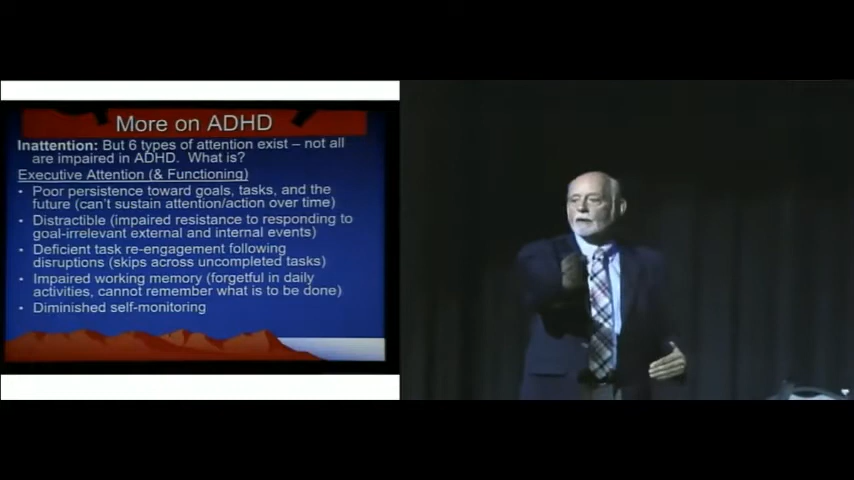 More on ADHD
Inattention: But 6 types of attention exist – not all
are impaired in ADHD. What is?
Executive Attention (& Functioning)
• Poor persistence toward goals, tasks, and the
future (can't sustain attention/action over time)
• Distractible (impaired resistance to responding to
goal-irrelevant external and internal events)
• Deficient task re-engagement following
disruptions (skips across uncompleted tasks)
• Impaired working memory (forgetful in daily
activities, cannot remember what is to be done)
• Diminished self-monitoring